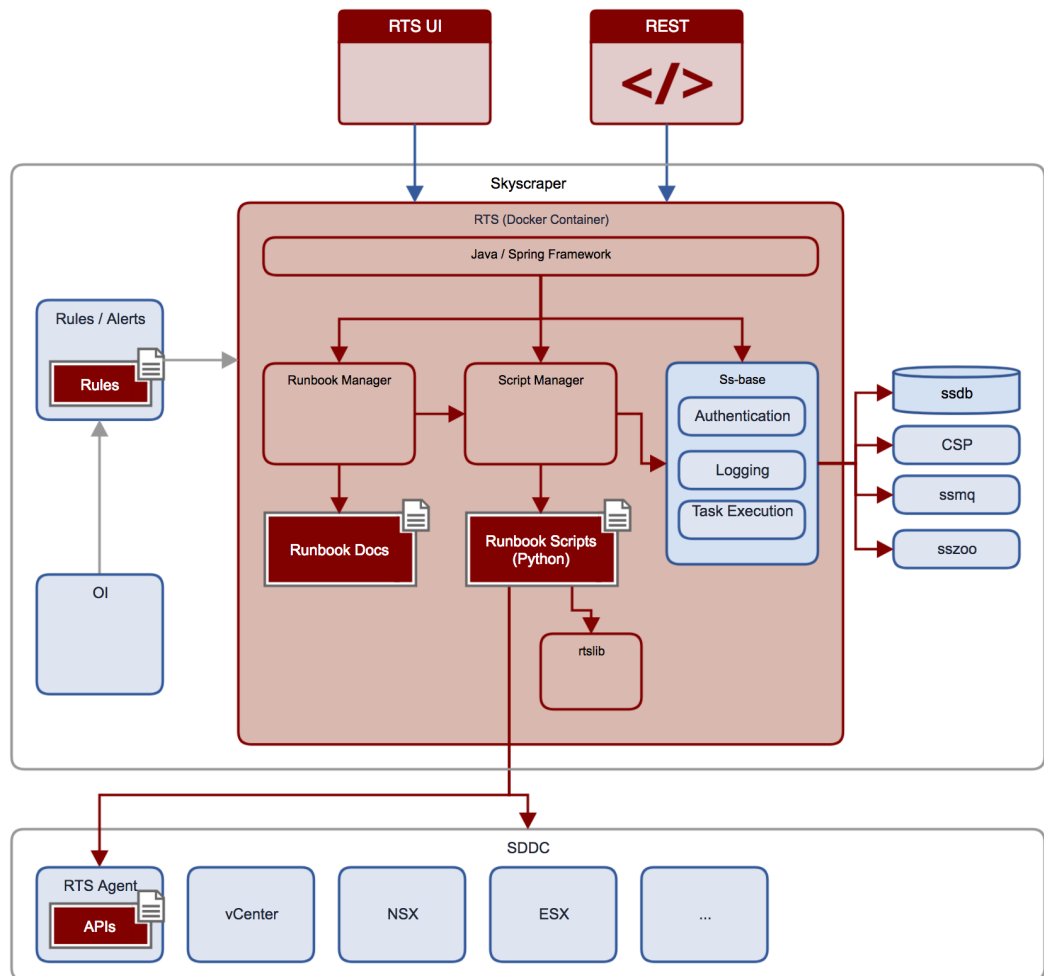 RTS UI
REST
</>
Skyscraper
RTS (Docker Container)
Java / Spring Framework
Rules / Alerts
Rules
Runbook Manager
Script Manager
Ss-base
Authentication
Logging
Task Execution
ssdb
CSP
ssmq
sszoo
Runbook Docs
Runbook Scripts
(Python)
OI
rtslib
SDDC
RTS Agent
APIs
vCenter
NSX
ESX
...